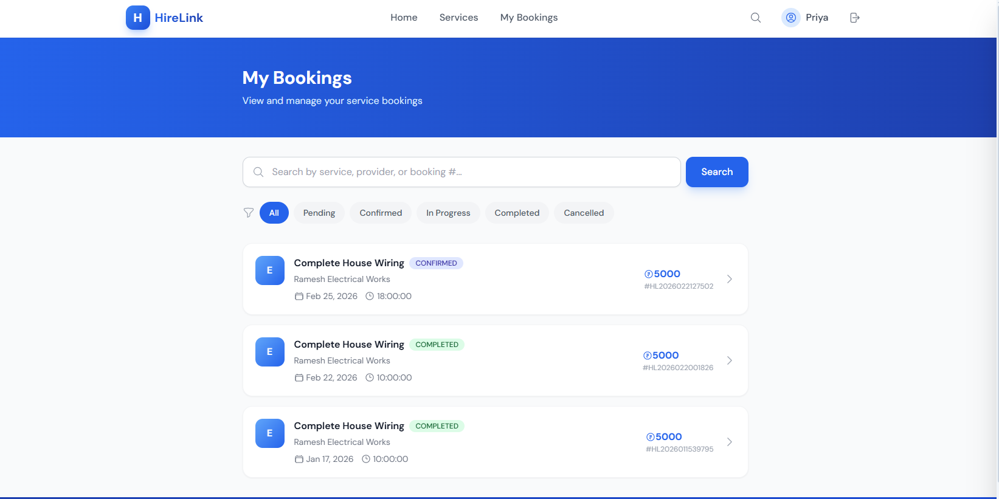 H HireLink Home Services My Bookings Priya
My Bookings
View and manage your service bookings
Search by service, provider, or booking #... Search
All Pending Confirmed In Progress Completed Cancelled
E Complete House Wiring CONFIRMED
Ramesh Electrical Works
Feb 25, 2026 18:00:00
₹5000
#HL2026022127502
E Complete House Wiring COMPLETED
Ramesh Electrical Works
Feb 22, 2026 10:00:00
₹5000
#HL2026022001826
E Complete House Wiring COMPLETED
Ramesh Electrical Works
Jan 17, 2026 10:00:00
₹5000
#HL2026011539795